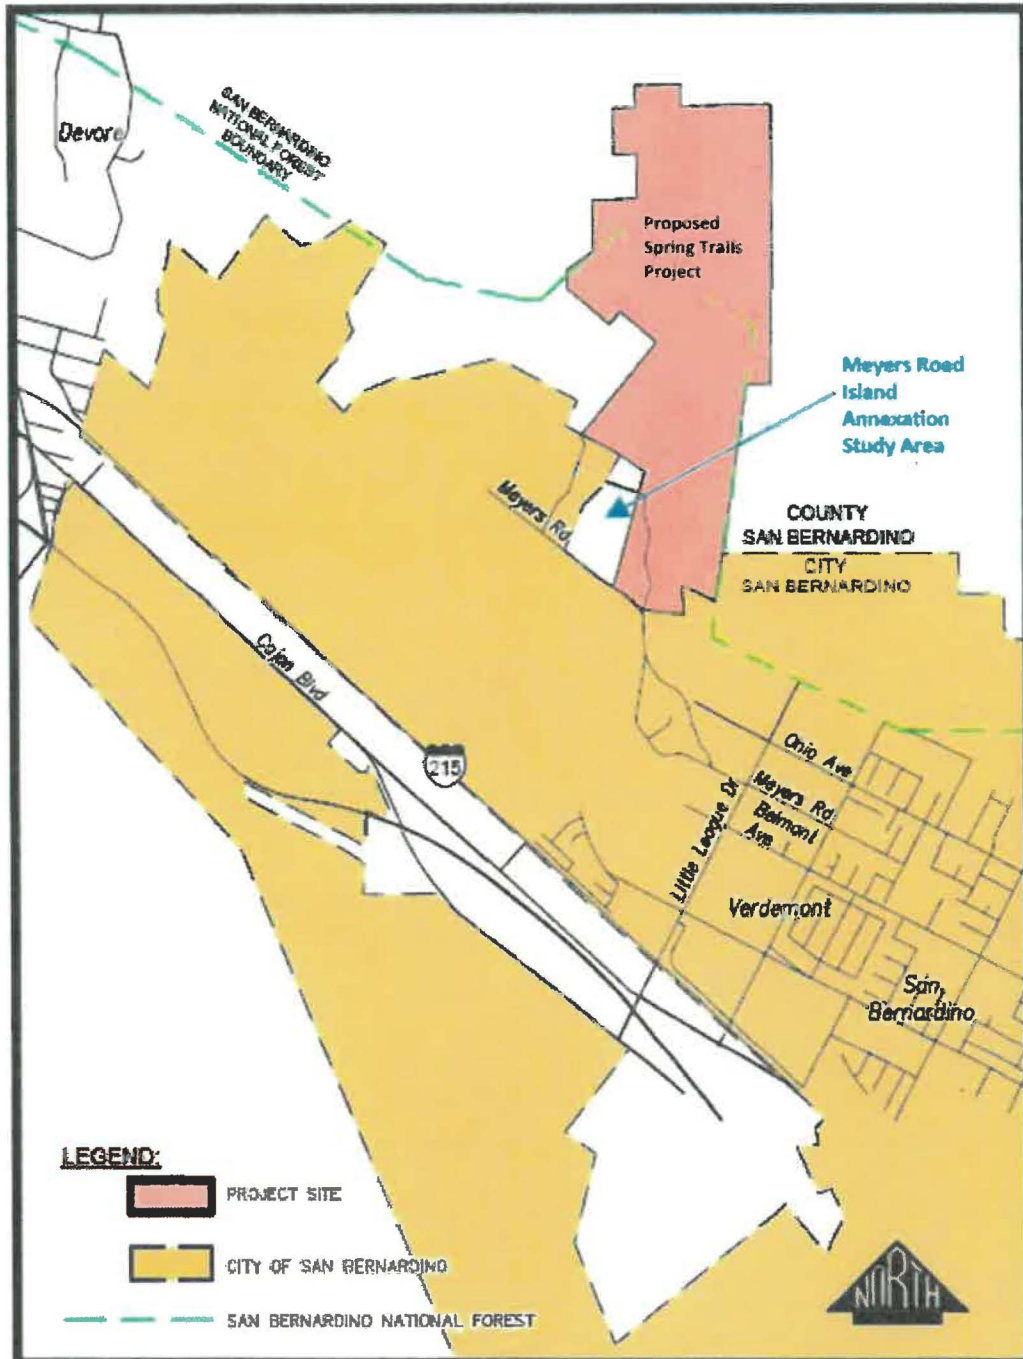 Devore
SAN BERNARDINO
NATIONAL FOREST
BOUNDARY
Proposed
Spring Trails
Project
Meyers Road
Island
Annexation
Study Area
Meyers Rd.
COUNTY
SAN BERNARDINO
CITY
SAN BERNARDINO
Cajon Blvd
215
Ohio Ave
Meyers Rd.
Belmont
Ave
Little League Dr
Verdemont
San
Bernardino
LEGEND:
PROJECT SITE
CITY OF SAN BERNARDINO
SAN BERNARDINO NATIONAL FOREST
NORTH